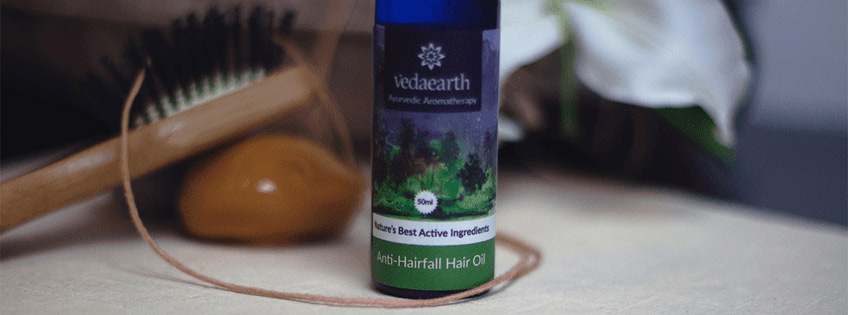 vedaearth
Ayurvedic Aromatherapy
50ml
Nature's Best Active Ingredients
Anti-Hairfall Hair Oil